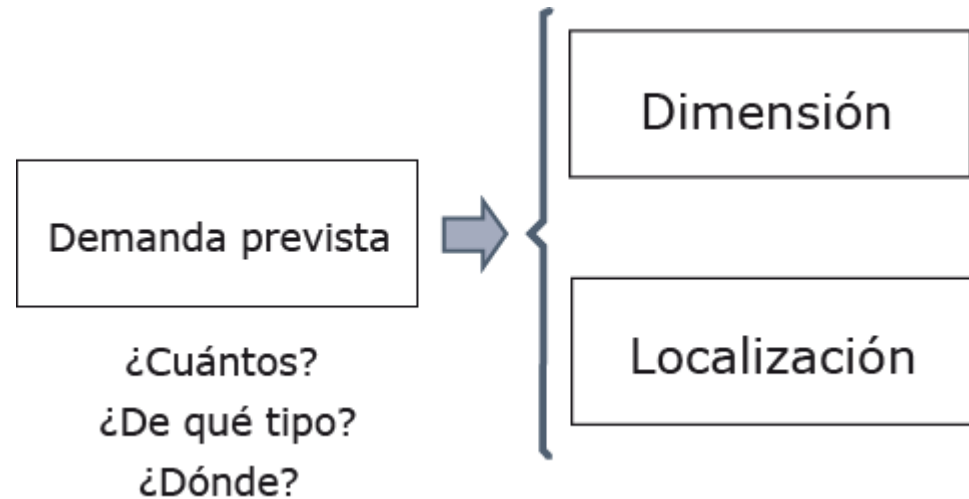 Demanda prevista
¿Cuántos?
¿De qué tipo?
¿Dónde?
Dimensión
Localización